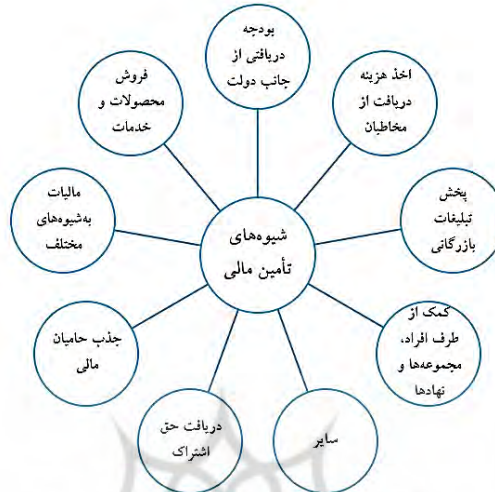 بودجه
دریافتی از
جانب دولت
اخذ هزینه
دریافت از
مخاطبان
پخش
تبلیغات
بازرگانی
کمک از
طرف افراد،
مجموعه‌ها و
نهادها
سایر
دریافت حق
اشتراک
جذب حامیان
مالی
مالیات
به‌شیوه‌های
مختلف
فروش
محصولات و
خدمات
شیوه‌های
تأمین مالی